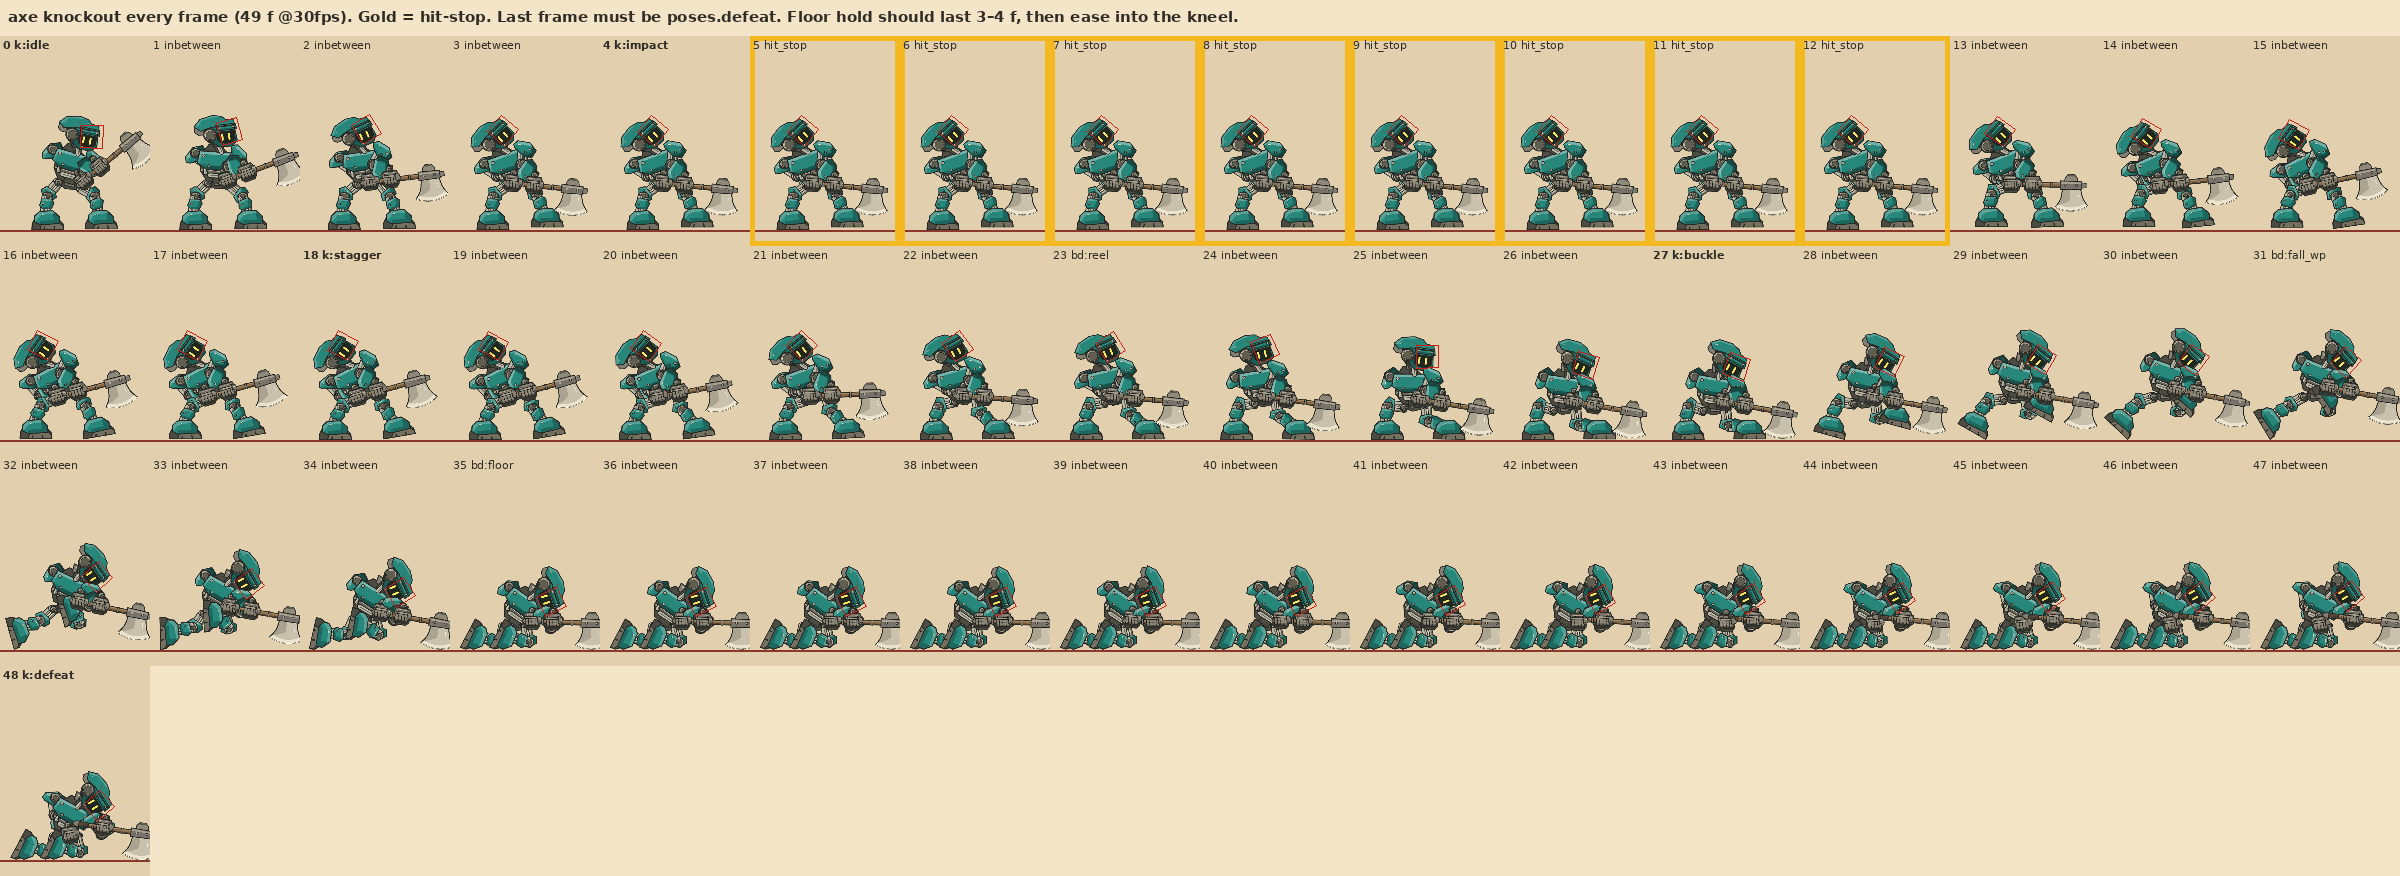 axe knockout every frame (49 f @30fps). Gold = hit-stop. Last frame must be poses.defeat. Floor hold should last 3–4 f, then ease into the kneel.
0 k:idle 1 inbetween 2 inbetween 3 inbetween 4 k:impact 5 hit_stop 6 hit_stop 7 hit_stop 8 hit_stop 9 hit_stop 10 hit_stop 11 hit_stop 12 hit_stop 13 inbetween 14 inbetween 15 inbetween
16 inbetween 17 inbetween 18 k:stagger 19 inbetween 20 inbetween 21 inbetween 22 inbetween 23 bd:reel 24 inbetween 25 inbetween 26 inbetween 27 k:buckle 28 inbetween 29 inbetween 30 inbetween 31 bd:fall_wp
32 inbetween 33 inbetween 34 inbetween 35 bd:floor 36 inbetween 37 inbetween 38 inbetween 39 inbetween 40 inbetween 41 inbetween 42 inbetween 43 inbetween 44 inbetween 45 inbetween 46 inbetween 47 inbetween
48 k:defeat